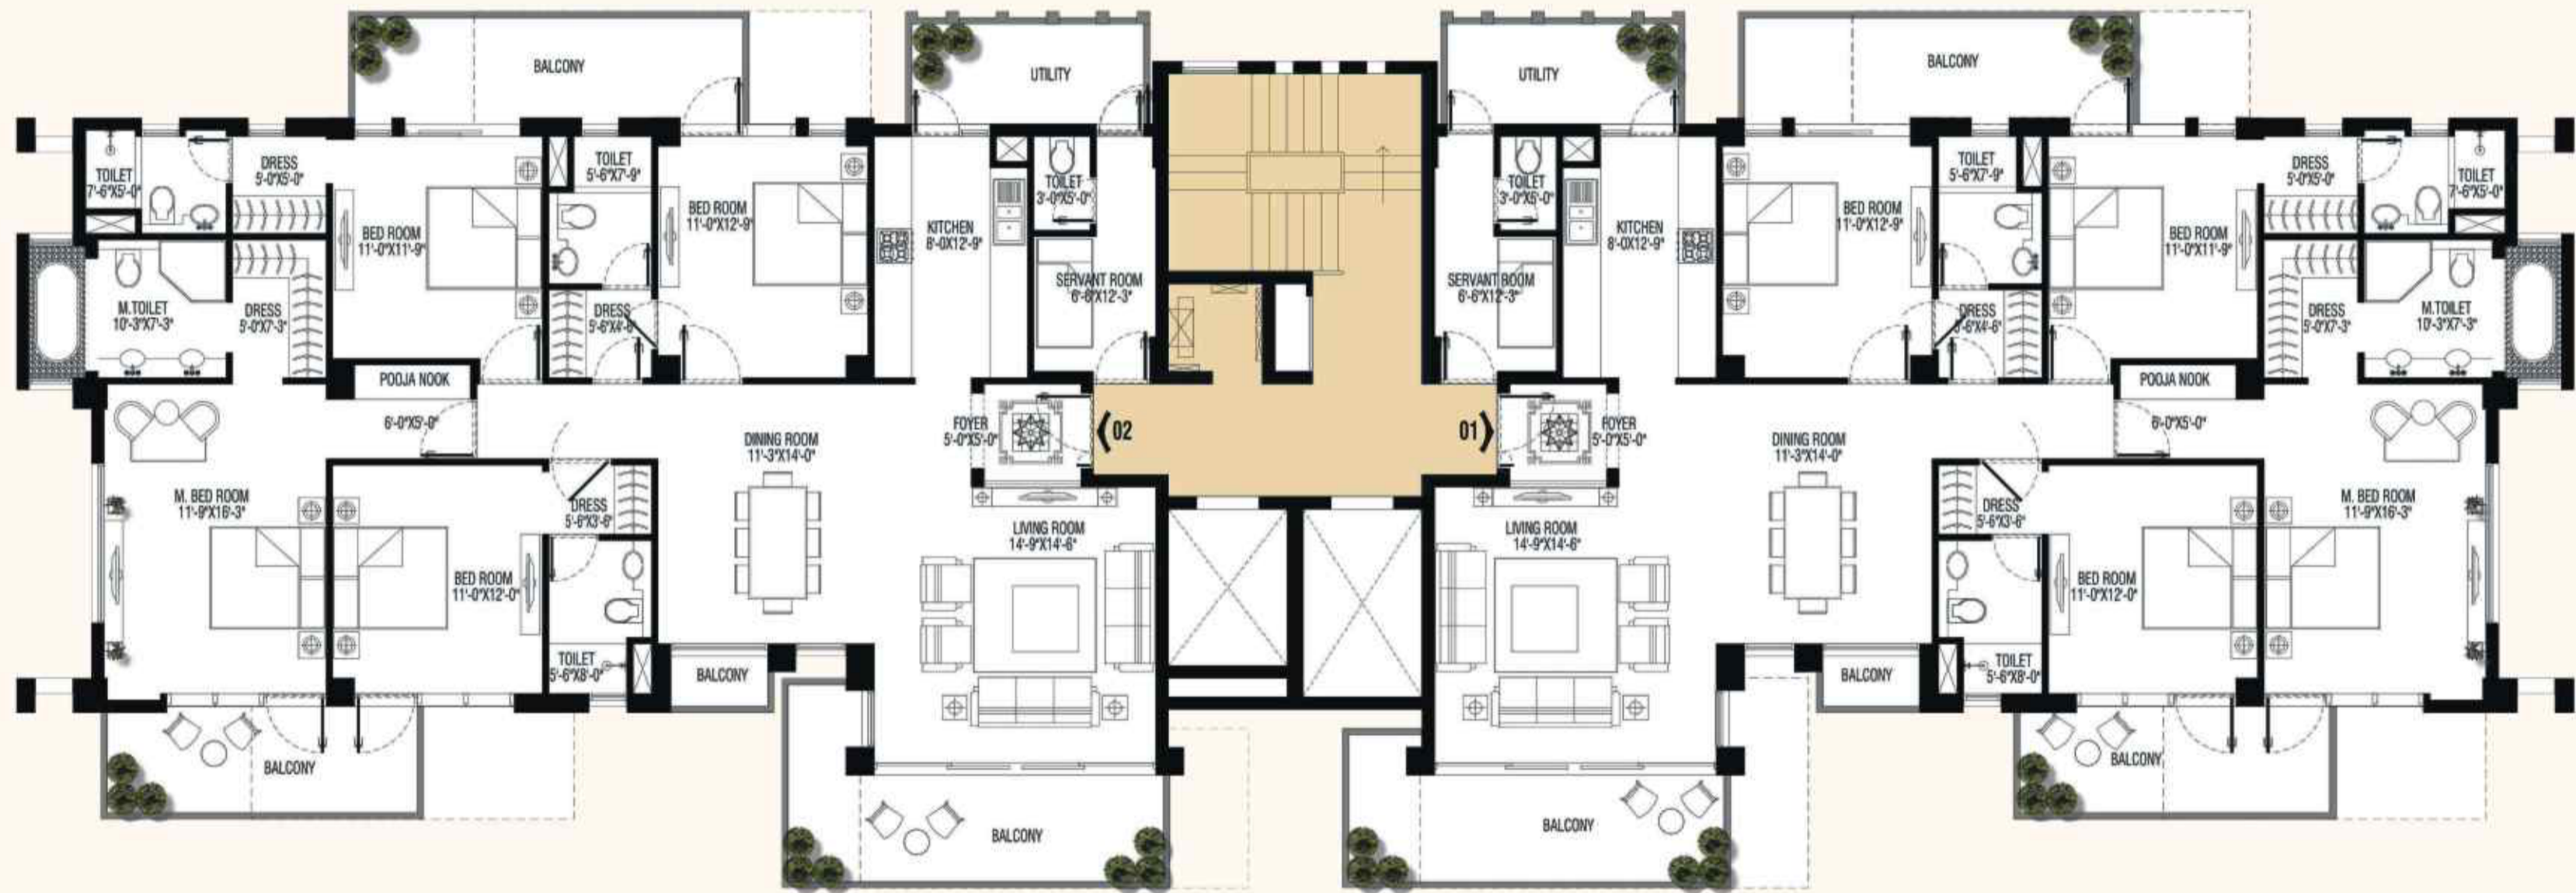 BALCONY
UTILITY
UTILITY
BALCONY
TOILET
7'-6"X5'-0"
DRESS
5'-0"X5'-0"
BED ROOM
11'-0"X11'-9"
TOILET
5'-6"X7'-9"
BED ROOM
11'-0"X12'-9"
KITCHEN
8'-0X12'-9"
TOILET
3'-0"X5'-0"
SERVANT ROOM
6'-6"X12'-3"
M.TOILET
10'-3"X7'-3"
DRESS
5'-0"X7'-3"
DRESS
5'-6"X4'-6"
POOJA NOOK
6'-0"X5'-0"
FOYER
5'-0"X5'-0"
02
DINING ROOM
11'-3"X14'-0"
M. BED ROOM
11'-9"X16'-3"
DRESS
5'-6"X3'-6"
BED ROOM
11'-0"X12'-0"
LIVING ROOM
14'-9"X14'-6"
TOILET
5'-6"X8'-0"
BALCONY
BALCONY
BALCONY
TOILET
3'-0"X5'-0"
SERVANT ROOM
6'-6"X12'-3"
KITCHEN
8'-0X12'-9"
BED ROOM
11'-0"X12'-9"
TOILET
5'-6"X7'-9"
BED ROOM
11'-0"X11'-9"
DRESS
5'-0"X5'-0"
TOILET
7'-6"X5'-0"
DRESS
5'-6"X4'-6"
DRESS
5'-0"X7'-3"
M.TOILET
10'-3"X7'-3"
POOJA NOOK
6'-0"X5'-0"
01
FOYER
5'-0"X5'-0"
DINING ROOM
11'-3"X14'-0"
LIVING ROOM
14'-9"X14'-6"
DRESS
5'-6"X3'-6"
BED ROOM
11'-0"X12'-0"
M. BED ROOM
11'-9"X16'-3"
TOILET
5'-6"X8'-0"
BALCONY
BALCONY
BALCONY